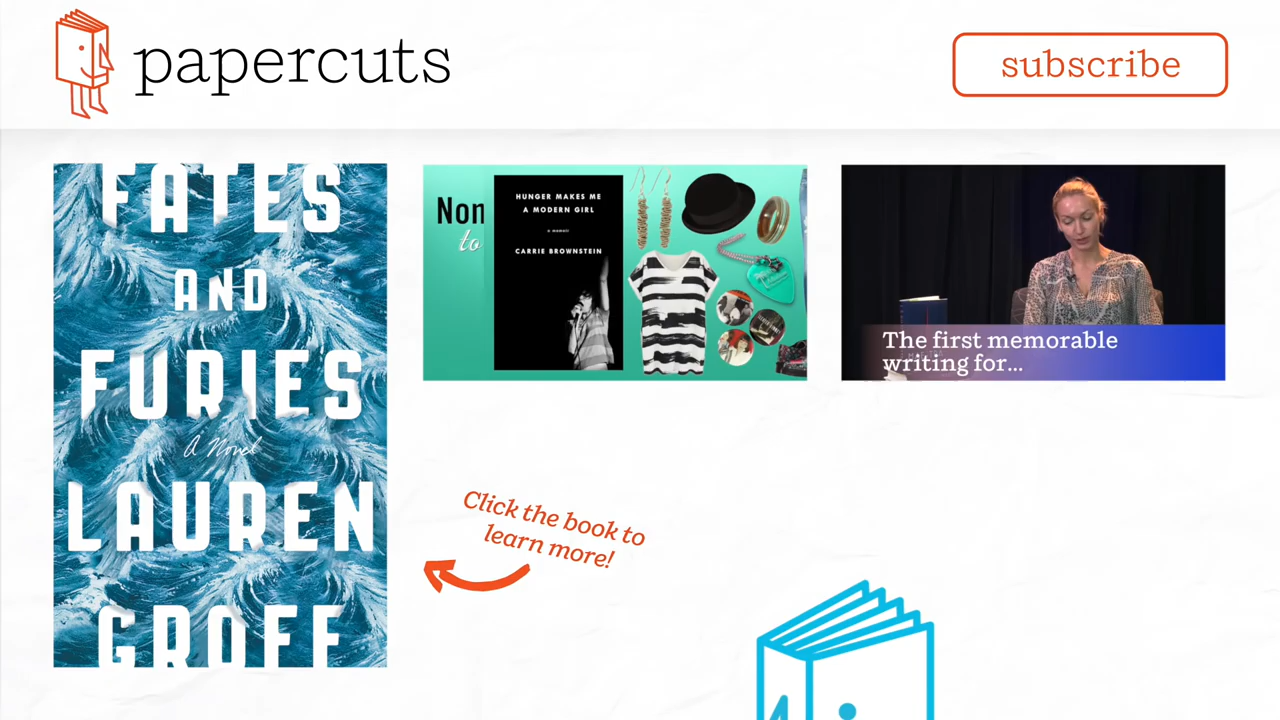 papercuts
subscribe
FATES
AND
FURIES
A Novel
LAUREN
GROFF
Non
to
HUNGER MAKES ME
A MODERN GIRL
a memoir
CARRIE BROWNSTEIN
The first memorable
writing for...
Click the book to
learn more!